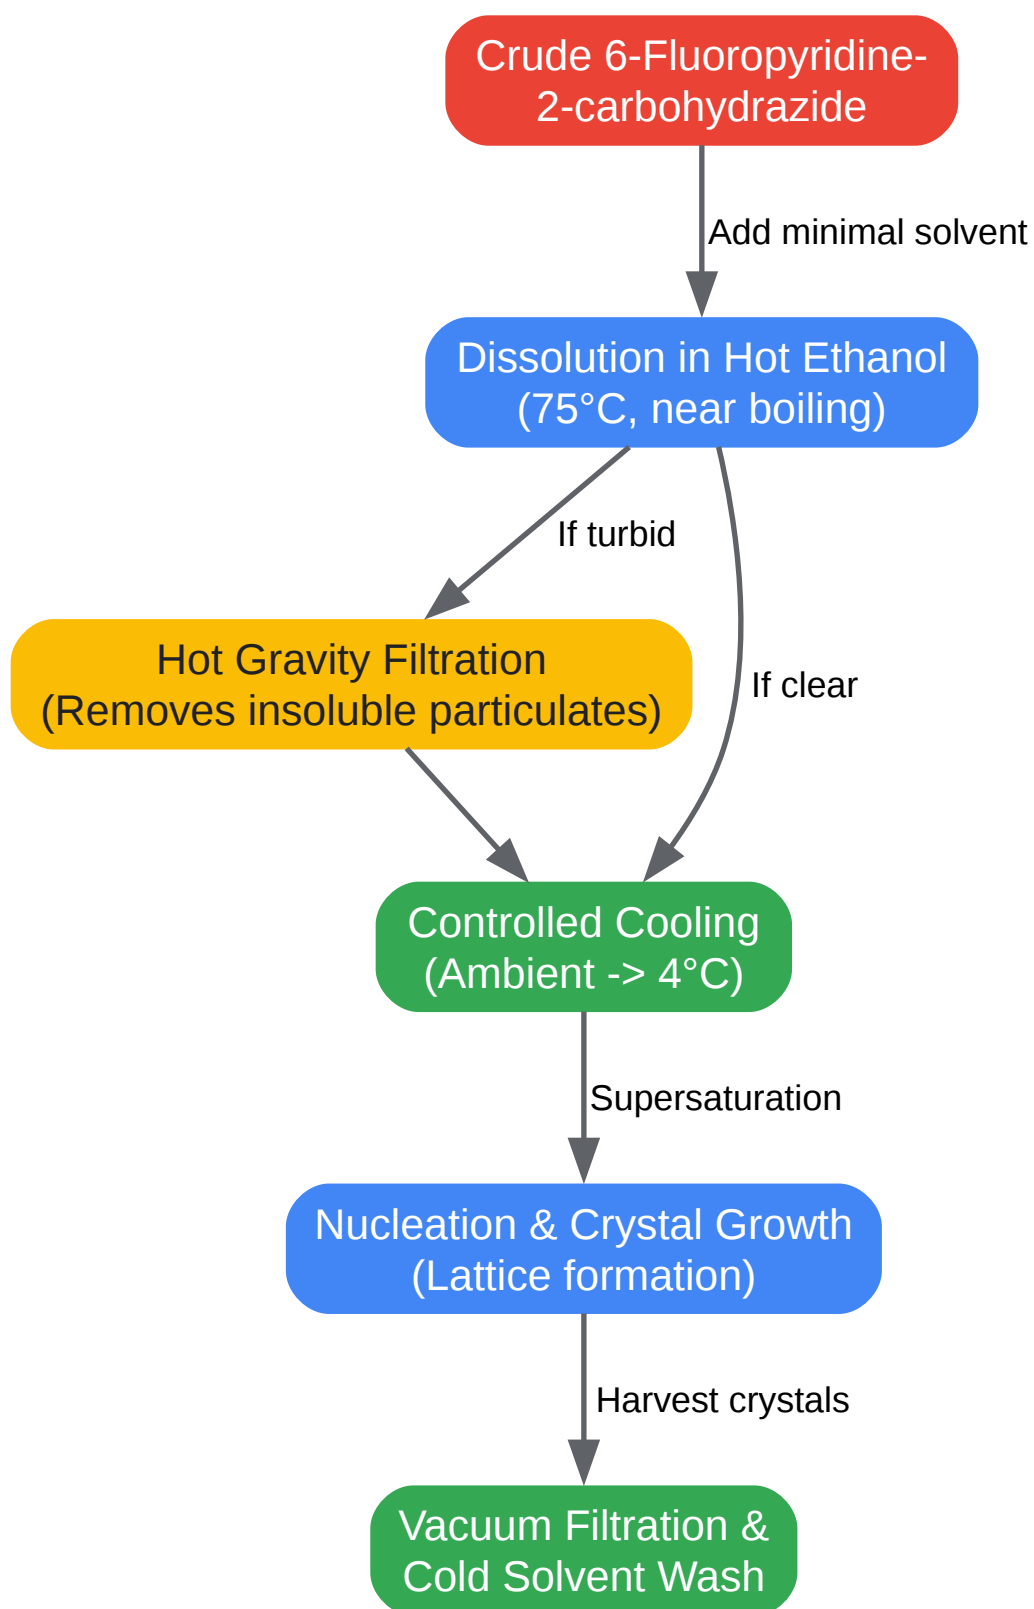 Crude 6-Fluoropyridine-
2-carbohydrazide
Add minimal solvent
Dissolution in Hot Ethanol
(75°C, near boiling)
If turbid
Hot Gravity Filtration
(Removes insoluble particulates)
If clear
Controlled Cooling
(Ambient -> 4°C)
Supersaturation
Nucleation & Crystal Growth
(Lattice formation)
Harvest crystals
Vacuum Filtration &
Cold Solvent Wash